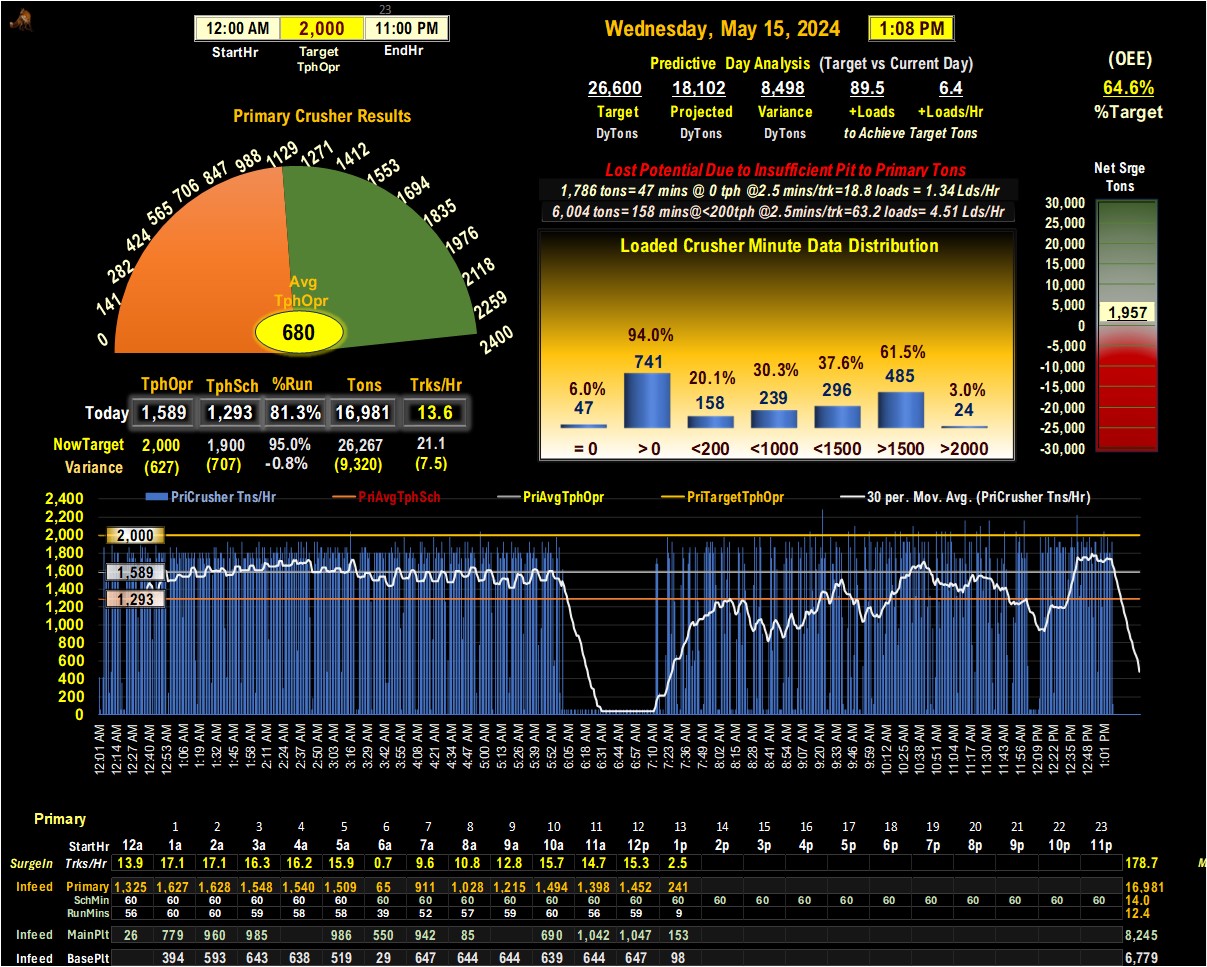 23
12:00 AM 2,000 11:00 PM
StartHr Target TphOpr EndHr
Wednesday, May 15, 2024 1:08 PM
Predictive Day Analysis (Target vs Current Day)
26,600 18,102 8,498 89.5 6.4
Target Projected Variance +Loads +Loads/Hr
DyTons DyTons DyTons to Achieve Target Tons
(OEE)
64.6%
%Target
Primary Crusher Results
0 141 282 424 565 706 847 988 1129 1271 1412 1553 1694 1835 1976 2118 2259 2400
Avg
TphOpr
680
Lost Potential Due to Insufficient Pit to Primary Tons
1,786 tons=47 mins @ 0 tph @2.5 mins/trk=18.8 loads = 1.34 Lds/Hr
6,004 tons= 158 mins@<200tph @2.5mins/trk=63.2 loads= 4.51 Lds/Hr
Loaded Crusher Minute Data Distribution
6.0% 94.0% 20.1% 30.3% 37.6% 61.5% 3.0%
47 741 158 239 296 485 24
= 0 > 0 <200 <1000 <1500 >1500 >2000
Net Srge
Tons
30,000
25,000
20,000
15,000
10,000
5,000
1,957
0
-5,000
-10,000
-15,000
-20,000
-25,000
-30,000
TphOpr TphSch %Run Tons Trks/Hr
Today 1,589 1,293 81.3% 16,981 13.6
NowTarget 2,000 1,900 95.0% 26,267 21.1
Variance (627) (707) -0.8% (9,320) (7.5)
PriCrusher Tns/Hr PriAvgTphSch PriAvgTphOpr PriTargetTphOpr 30 per. Mov. Avg. (PriCrusher Tns/Hr)
2,400
2,200
2,000
1,800
1,600
1,400
1,200
1,000
800
600
400
200
0
2,000
1,589
1,293
12:01 AM 12:14 AM 12:27 AM 12:40 AM 12:53 AM 1:06 AM 1:19 AM 1:32 AM 1:45 AM 1:58 AM 2:11 AM 2:24 AM 2:37 AM 2:50 AM 3:03 AM 3:16 AM 3:29 AM 3:42 AM 3:55 AM 4:08 AM 4:21 AM 4:34 AM 4:47 AM 5:00 AM 5:13 AM 5:26 AM 5:39 AM 5:52 AM 6:05 AM 6:18 AM 6:31 AM 6:44 AM 6:57 AM 7:10 AM 7:23 AM 7:36 AM 7:49 AM 8:02 AM 8:15 AM 8:28 AM 8:41 AM 8:54 AM 9:07 AM 9:20 AM 9:33 AM 9:46 AM 9:59 AM 10:12 AM 10:25 AM 10:38 AM 10:51 AM 11:04 AM 11:17 AM 11:30 AM 11:43 AM 11:56 AM 12:09 PM 12:22 PM 12:35 PM 12:48 PM 1:01 PM
Primary
1 2 3 4 5 6 7 8 9 10 11 12 13 14 15 16 17 18 19 20 21 22 23
StartHr 12a 1a 2a 3a 4a 5a 6a 7a 8a 9a 10a 11a 12p 1p 2p 3p 4p 5p 6p 7p 8p 9p 10p 11p
SurgeIn Trks/Hr 13.9 17.1 17.1 16.3 16.2 15.9 0.7 9.6 10.8 12.8 15.7 14.7 15.3 2.5 178.7
Infeed Primary 1,325 1,627 1,628 1,548 1,540 1,509 65 911 1,028 1,215 1,494 1,398 1,452 241 16,981
SchMin 60 60 60 60 60 60 60 60 60 60 60 60 60 60 60 60 60 60 60 60 60 60 60 60 14.0
RunMins 56 60 60 59 58 58 39 52 57 59 60 56 59 9 12.4
Infeed MainPlt 26 779 960 985 986 550 942 85 690 1,042 1,047 153 8,245
Infeed BasePlt 394 593 643 638 519 29 647 644 644 639 644 647 98 6,779